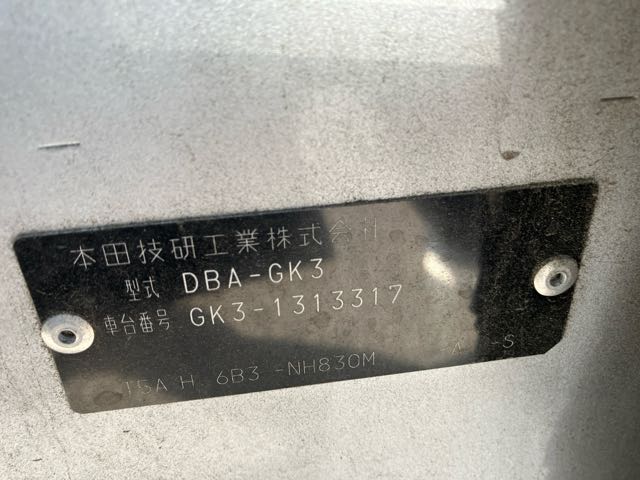 本田技研工業株式会社
型式 DBA-GK3
車台番号 GK3-1313317
T5A H 6B3 -NH830M A -S